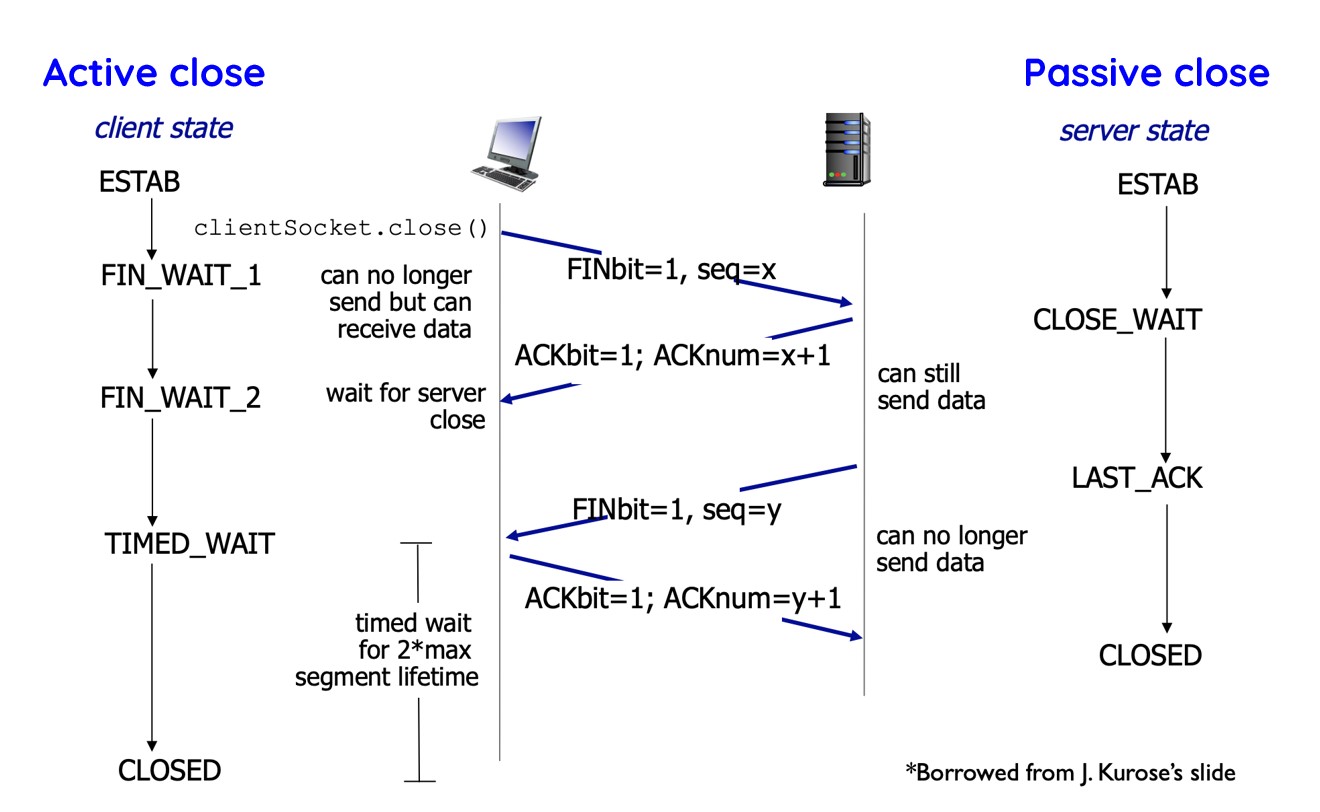 Active close
Passive close
client state
server state
ESTAB
ESTAB
clientSocket.close()
FINbit=1, seq=x
FIN_WAIT_1
can no longer
send but can
receive data
CLOSE_WAIT
ACKbit=1; ACKnum=x+1
can still
send data
FIN_WAIT_2
wait for server
close
LAST_ACK
FINbit=1, seq=y
TIMED_WAIT
can no longer
send data
ACKbit=1; ACKnum=y+1
timed wait
for 2*max
segment lifetime
CLOSED
CLOSED
*Borrowed from J. Kurose's slide